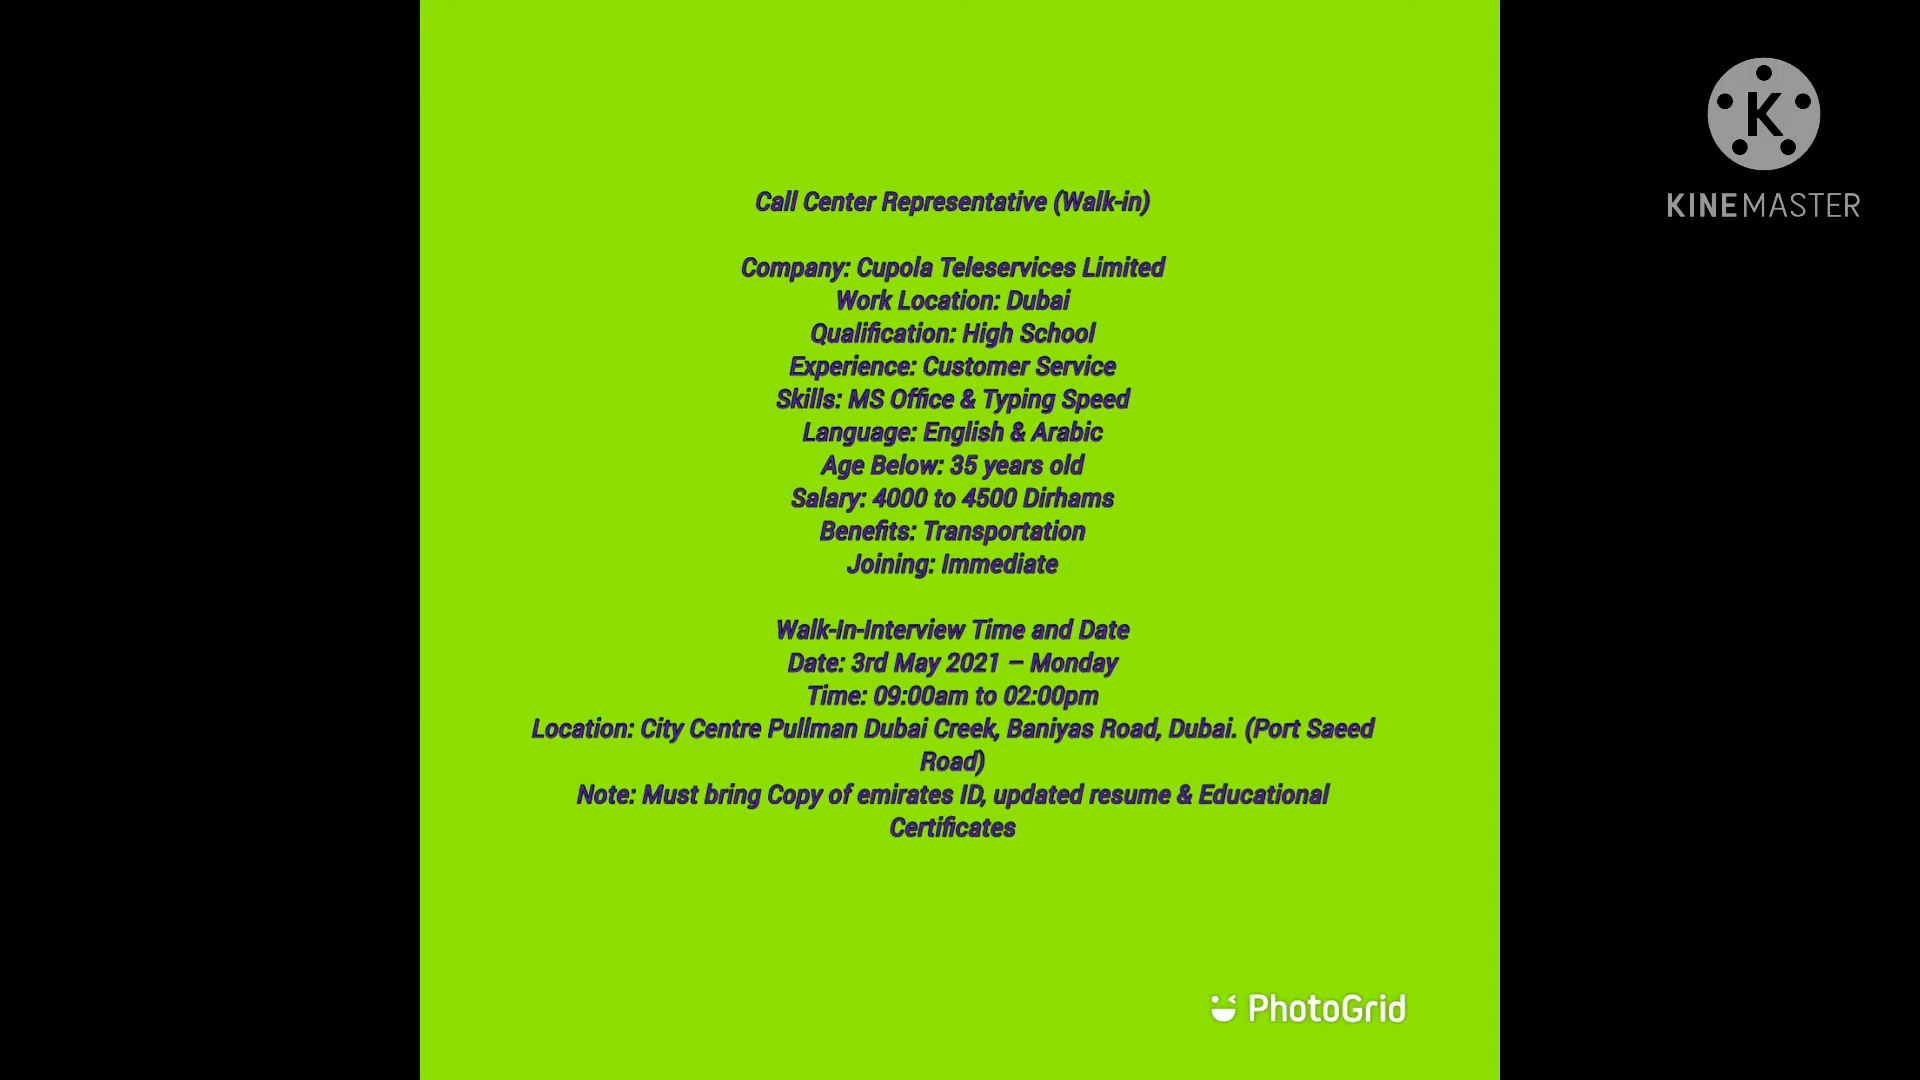 KINEMASTER
Call Center Representative (Walk-in)
Company: Cupola Teleservices Limited
Work Location: Dubai
Qualification: High School
Experience: Customer Service
Skills: MS Office & Typing Speed
Language: English & Arabic
Age Below: 35 years old
Salary: 4000 to 4500 Dirhams
Benefits: Transportation
Joining: Immediate
Walk-In-Interview Time and Date
Date: 3rd May 2021 – Monday
Time: 09:00am to 02:00pm
Location: City Centre Pullman Dubai Creek, Baniyas Road, Dubai. (Port Saeed
Road)
Note: Must bring Copy of emirates ID, updated resume & Educational
Certificates
PhotoGrid